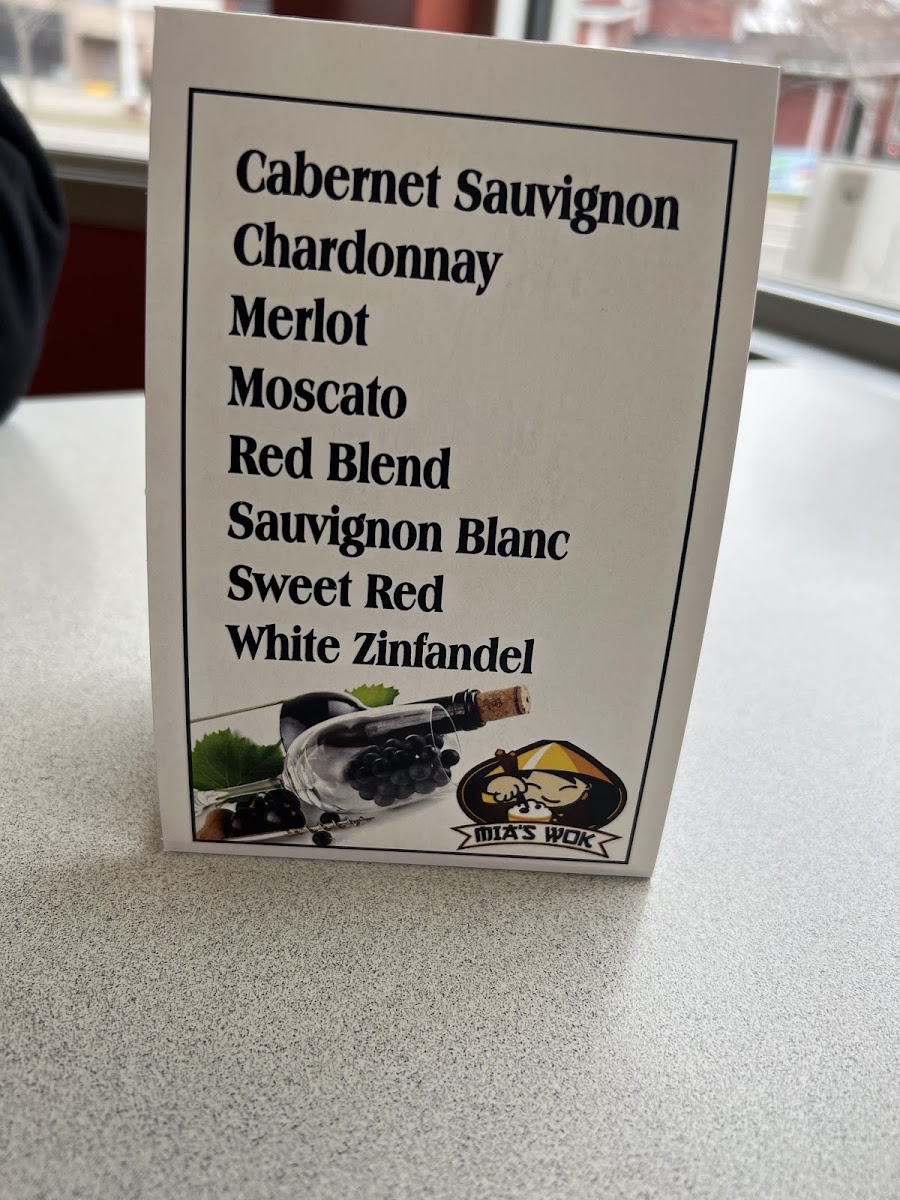 Cabernet Sauvignon
Chardonnay
Merlot
Moscato
Red Blend
Sauvignon Blanc
Sweet Red
White Zinfandel
MIA'S WOK